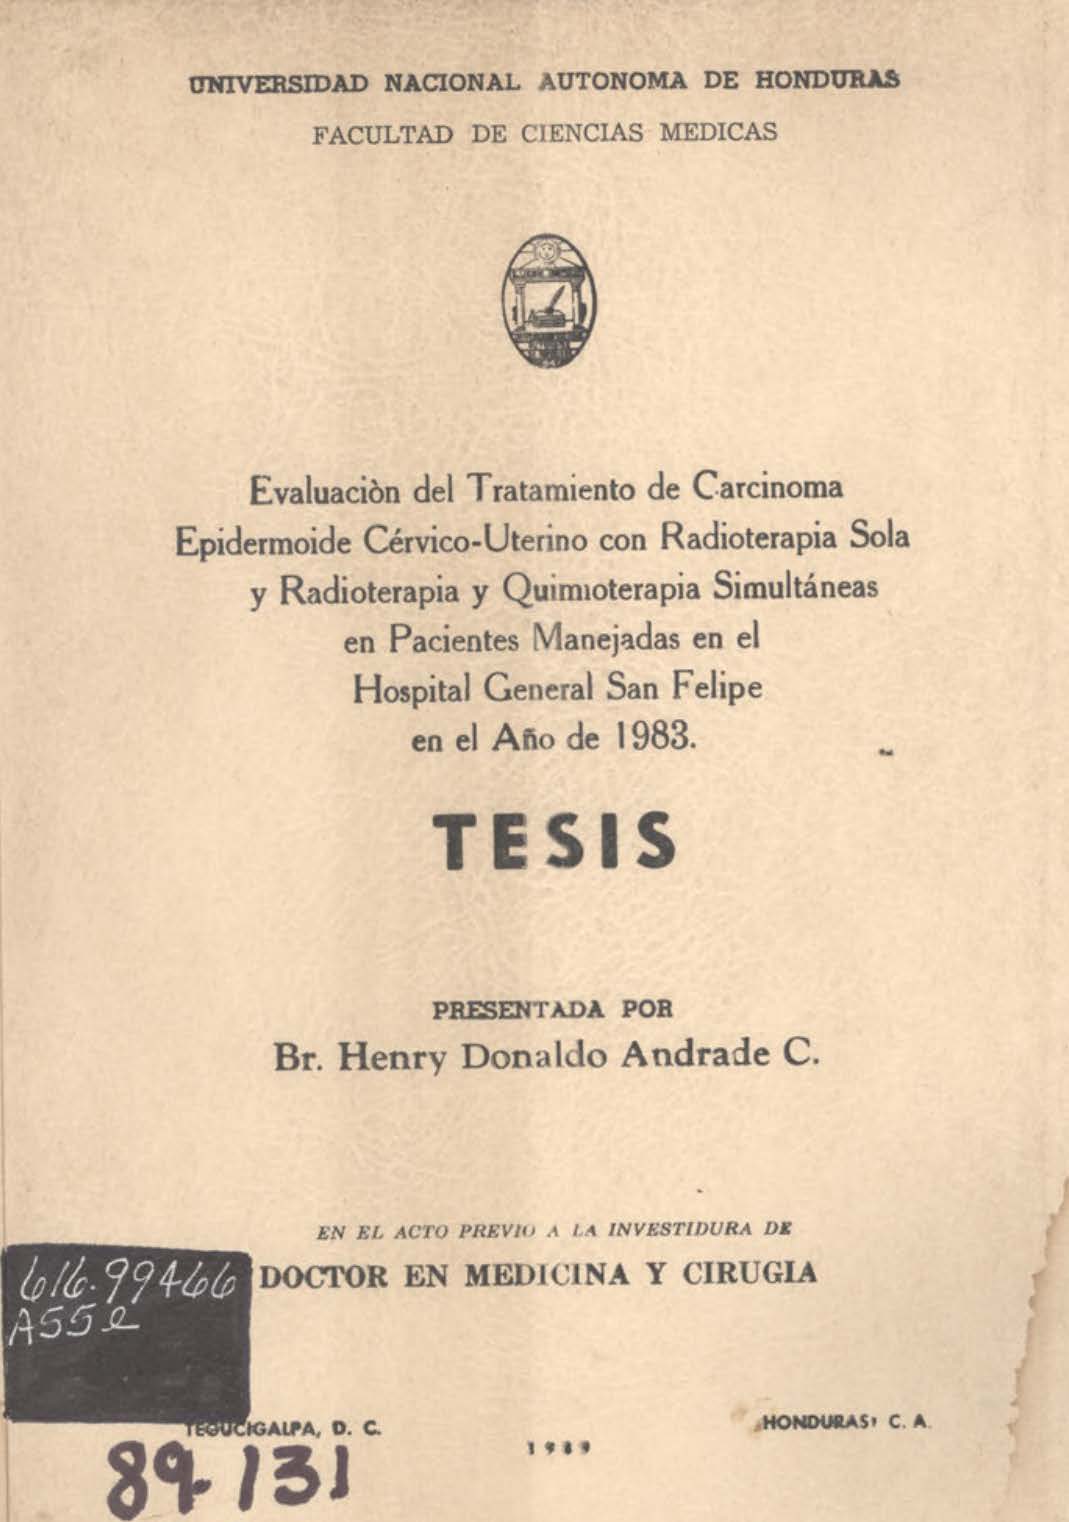 UNIVERSIDAD NACIONAL AUTONOMA DE HONDURAS
FACULTAD DE CIENCIAS MEDICAS
Evaluaciòn del Tratamiento de Carcinoma
Epidermoide Cérvico-Uterino con Radioterapia Sola
y Radioterapia y Quimioterapia Simultáneas
en Pacientes Manejadas en el
Hospital General San Felipe
en el Año de 1983.
TESIS
PRESENTADA POR
Br. Henry Donaldo Andrade C.
EN EL ACTO PREVIO A LA INVESTIDURA DE
DOCTOR EN MEDICINA Y CIRUGIA
616.99466
A55e
TEGUCIGALPA, D. C.
HONDURAS, C. A.
1989
89-131